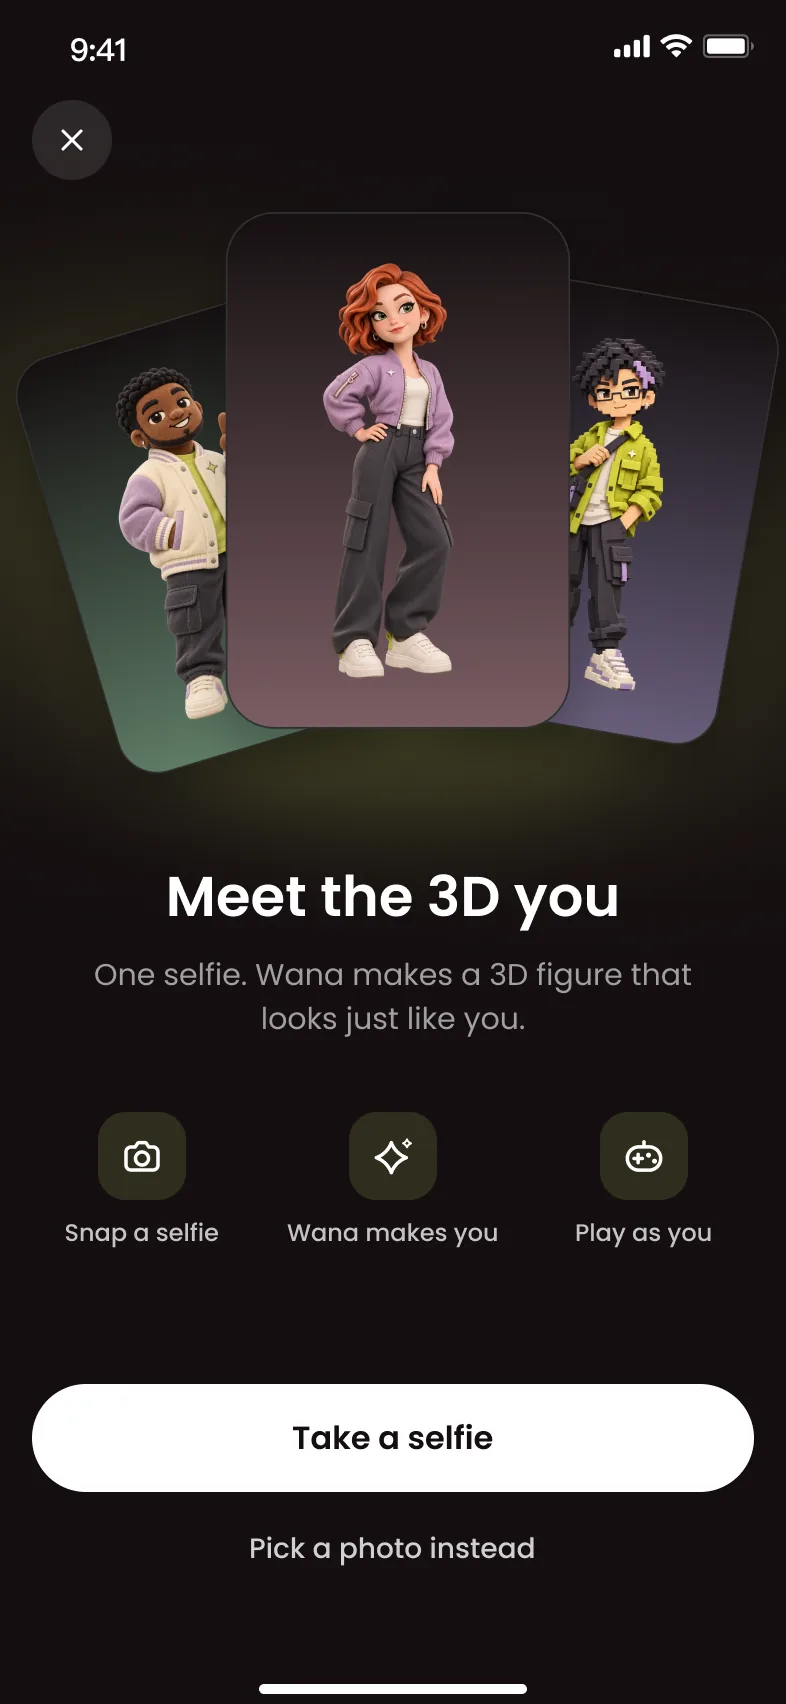 9:41
Meet the 3D you
One selfie. Wana makes a 3D figure that
looks just like you.
Snap a selfie
Wana makes you
Play as you
Take a selfie
Pick a photo instead